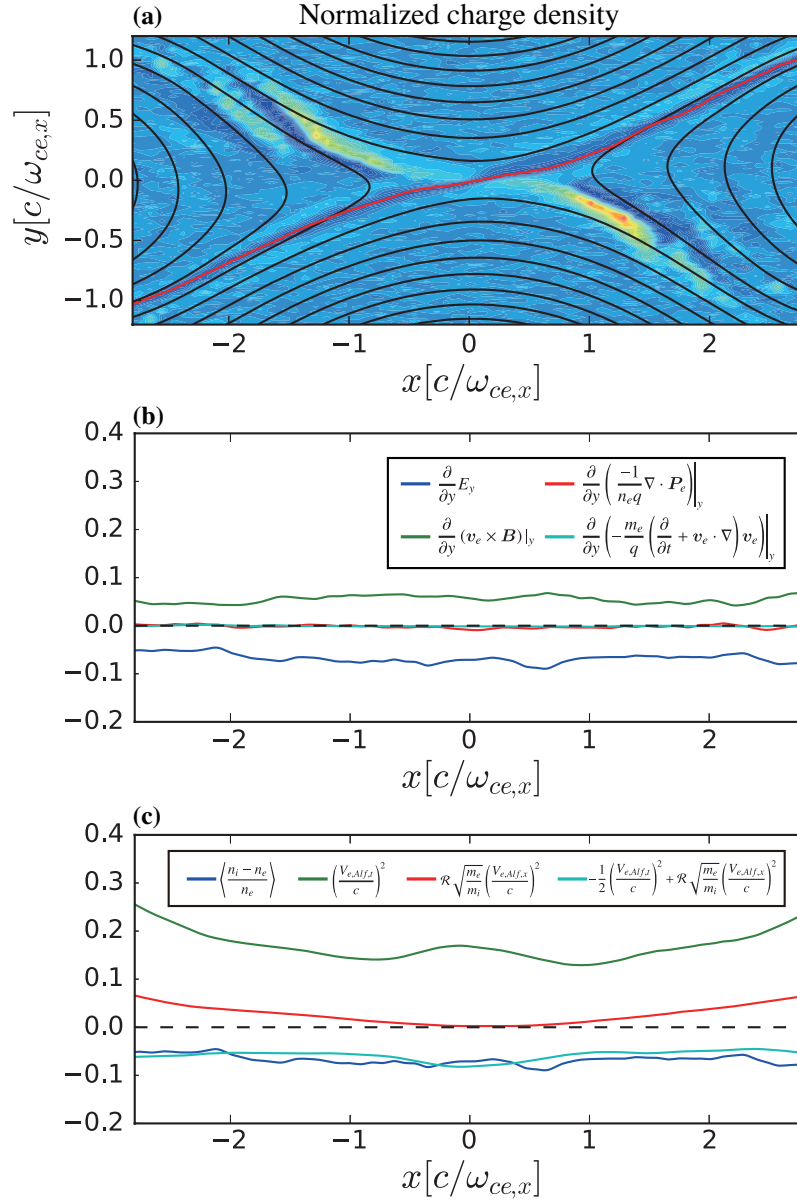 (a) Normalized charge density
y[c/ω_{ce,x}]
1.0
0.5
0.0
−0.5
−1.0
−2 −1 0 1 2
x[c/ω_{ce,x}]
(b)
0.4
0.3
0.2
0.1
0.0
−0.1
−0.2
∂/∂y E_y
∂/∂y (−1/(n_e q) ∇ · P_e)|_y
∂/∂y (v_e × B)|_y
∂/∂y (−m_e/q (∂/∂t + v_e · ∇) v_e)|_y
−2 −1 0 1 2
x[c/ω_{ce,x}]
(c)
0.4
0.3
0.2
0.1
0.0
−0.1
−0.2
⟨(n_i − n_e)/n_e⟩
(V_{e,Alf,t}/c)^2
ℛ√(m_e/m_i) (V_{e,Alf,x}/c)^2
−1/2 (V_{e,Alf,t}/c)^2 + ℛ√(m_e/m_i) (V_{e,Alf,x}/c)^2
−2 −1 0 1 2
x[c/ω_{ce,x}]